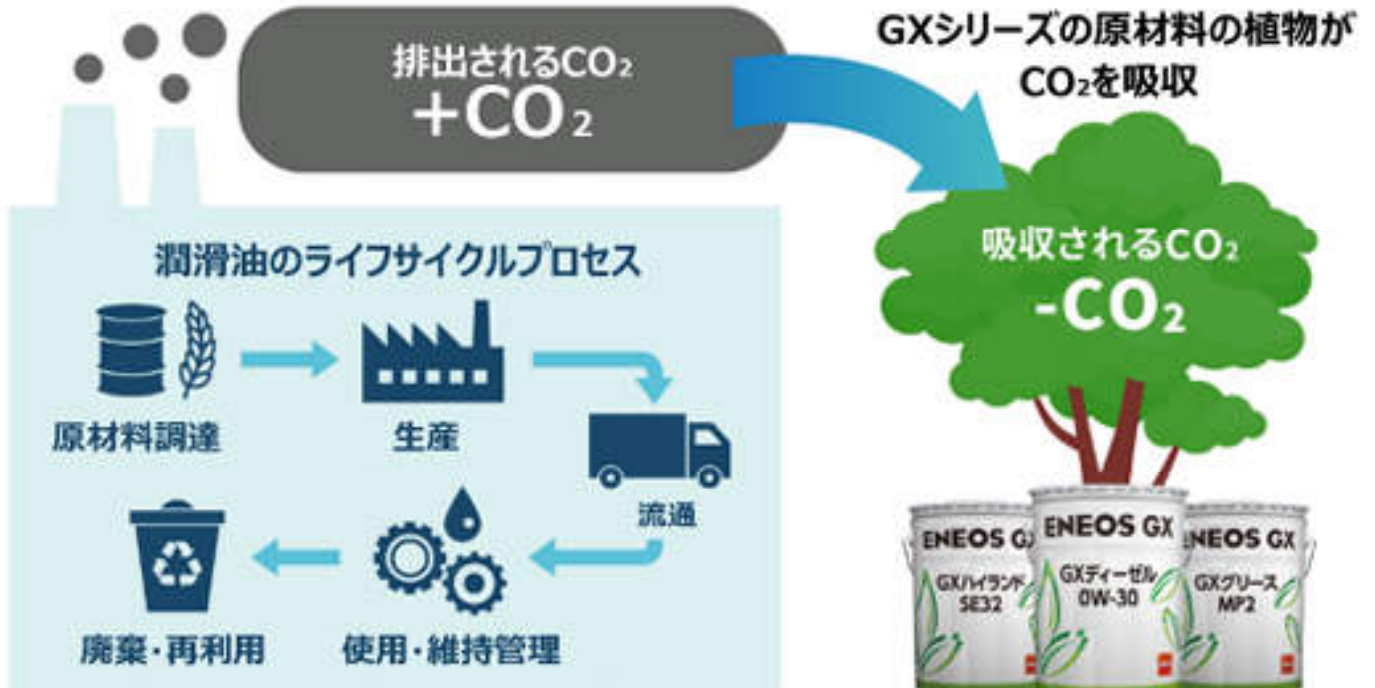 排出されるCO₂
+CO₂
GXシリーズの原材料の植物が
CO₂を吸収
吸収されるCO₂
-CO₂
潤滑油のライフサイクルプロセス
原材料調達
生産
流通
使用・維持管理
廃棄・再利用
ENEOS GX
GXハイランド
SE32
ENEOS GX
GXディーゼル
0W-30
ENEOS GX
GXグリース
MP2